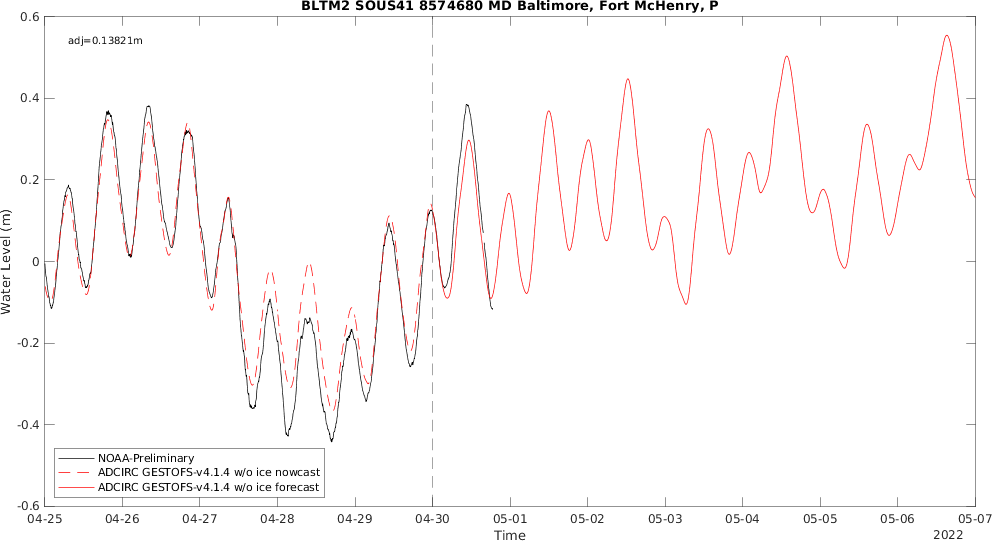 BLTM2 SOUS41 8574680 MD Baltimore, Fort McHenry, P
adj=0.13821m
0.6
0.4
0.2
0
-0.2
-0.4
-0.6
Water Level (m)
NOAA-Preliminary
ADCIRC GESTOFS-v4.1.4 w/o ice nowcast
ADCIRC GESTOFS-v4.1.4 w/o ice forecast
04-25 04-26 04-27 04-28 04-29 04-30 05-01 05-02 05-03 05-04 05-05 05-06 05-07
Time
2022